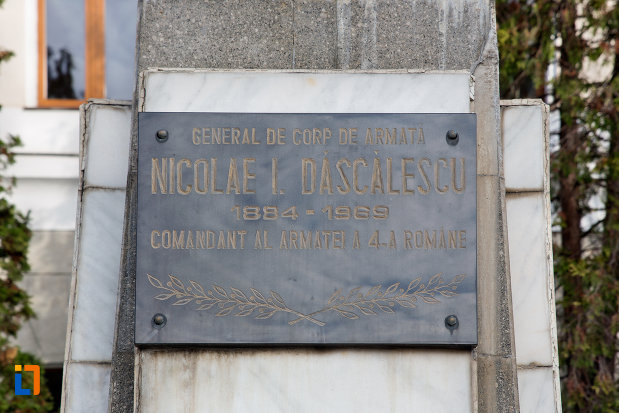 GENERAL DE CORP DE ARMATĂ
NICOLAE I. DĂSCĂLESCU
1884 - 1969
COMANDANT AL ARMATEI A 4-A ROMÂNE